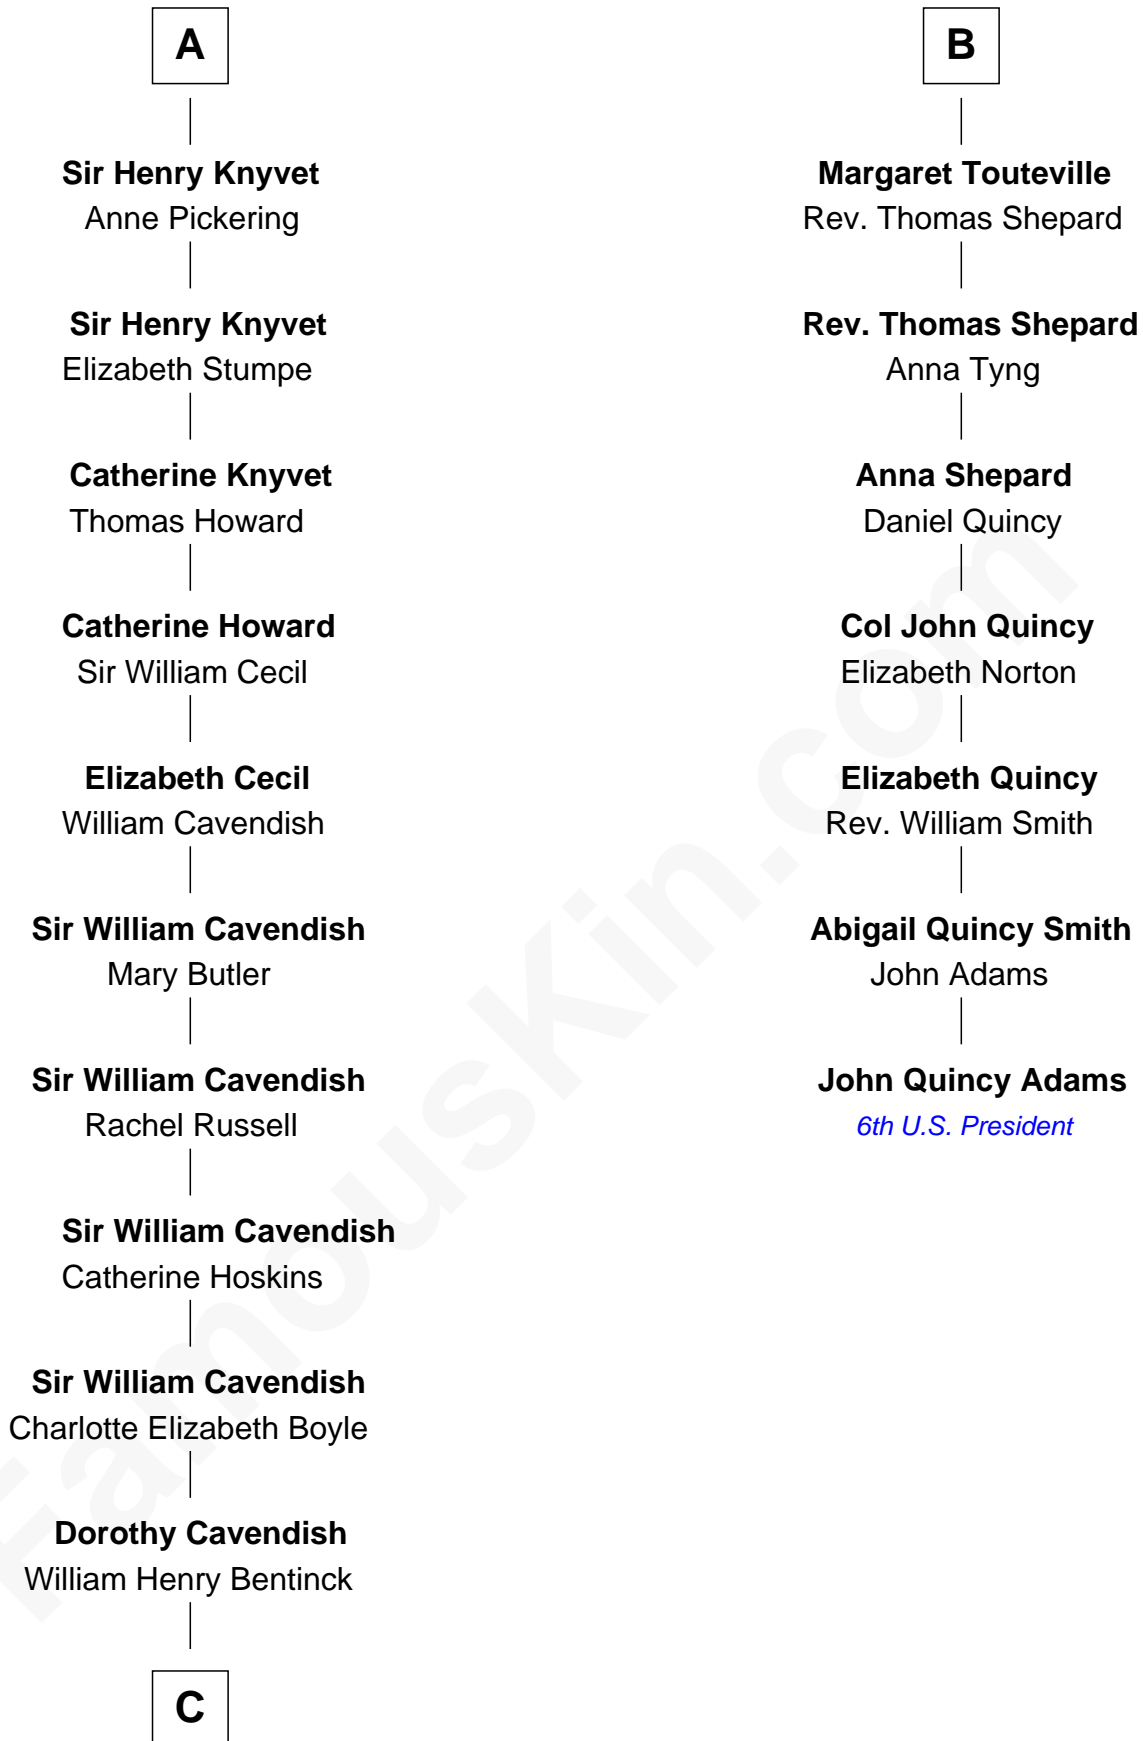 A
Sir Henry Knyvet
Anne Pickering
Sir Henry Knyvet
Elizabeth Stumpe
Catherine Knyvet
Thomas Howard
Catherine Howard
Sir William Cecil
Elizabeth Cecil
William Cavendish
Sir William Cavendish
Mary Butler
Sir William Cavendish
Rachel Russell
Sir William Cavendish
Catherine Hoskins
Sir William Cavendish
Charlotte Elizabeth Boyle
Dorothy Cavendish
William Henry Bentinck
C
B
Margaret Touteville
Rev. Thomas Shepard
Rev. Thomas Shepard
Anna Tyng
Anna Shepard
Daniel Quincy
Col John Quincy
Elizabeth Norton
Elizabeth Quincy
Rev. William Smith
Abigail Quincy Smith
John Adams
John Quincy Adams
6th U.S. President
FamousKin.com